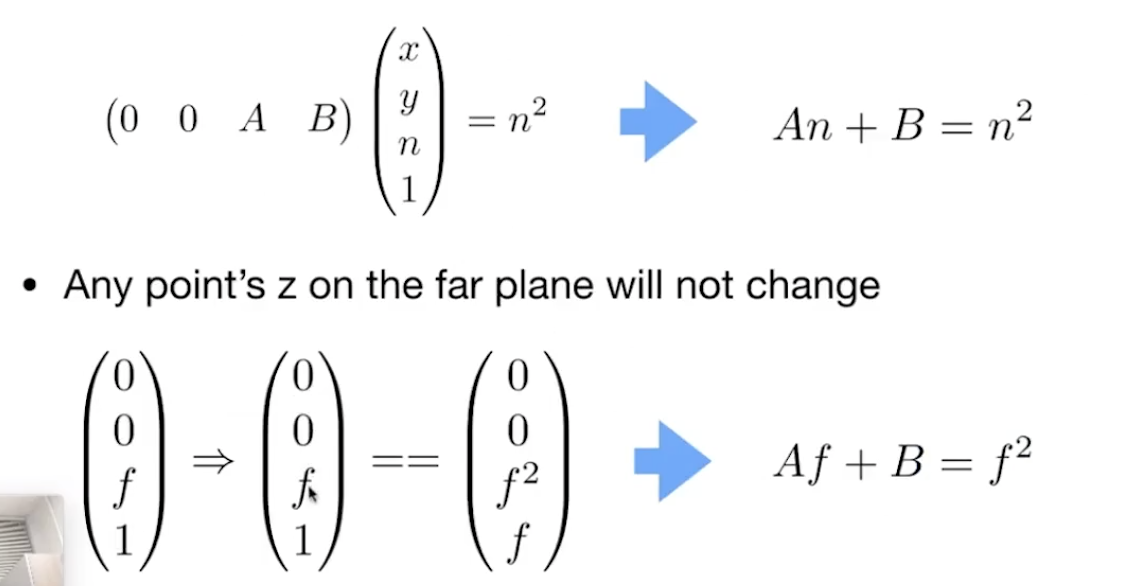 (0 0 A B) (x y n 1) = n² An + B = n²
• Any point's z on the far plane will not change
(0 0 f 1) ⇒ (0 0 f 1) == (0 0 f² f) Af + B = f²